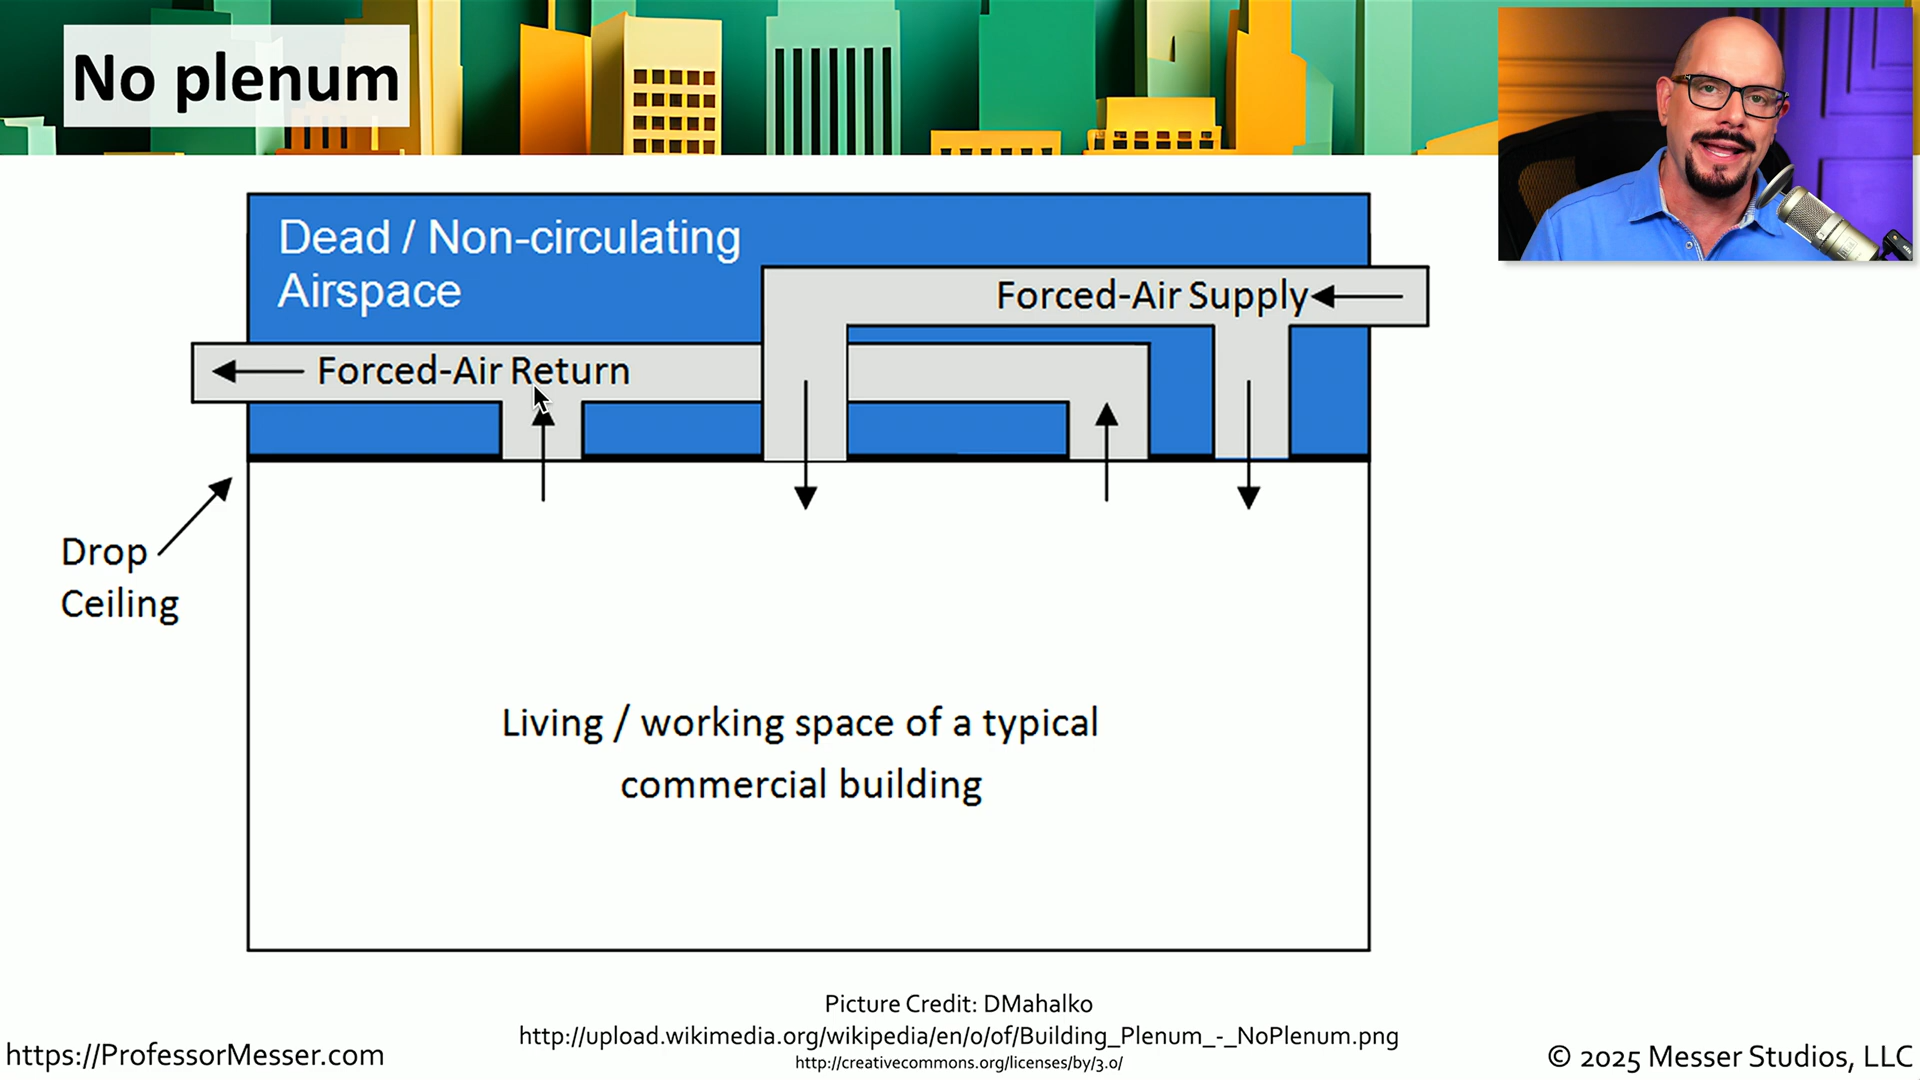 No plenum
Dead / Non-circulating
Airspace
Forced-Air Supply
Forced-Air Return
Drop
Ceiling
Living / working space of a typical
commercial building
Picture Credit: DMahalko
http://upload.wikimedia.org/wikipedia/en/0/0f/Building_Plenum_-_NoPlenum.png
http://creativecommons.org/licenses/by/3.0/
https://ProfessorMesser.com
© 2025 Messer Studios, LLC